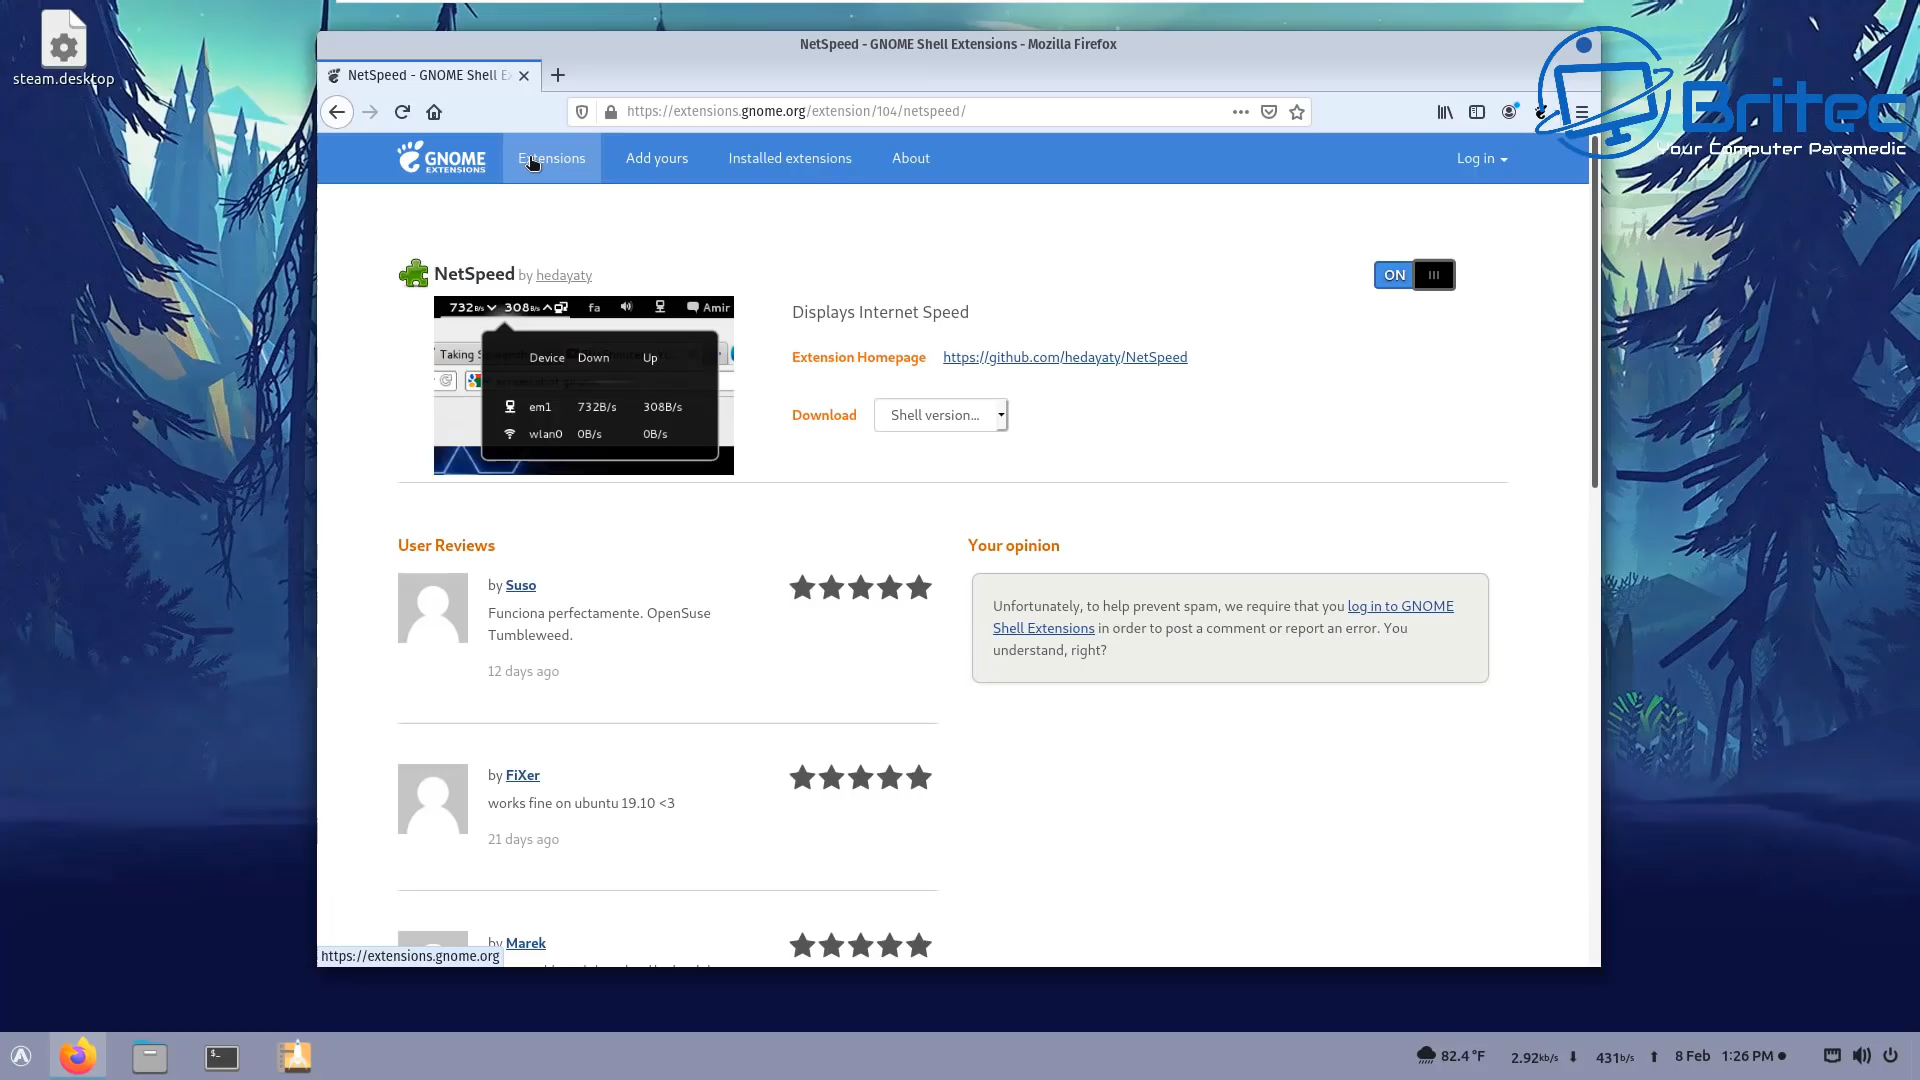 steam.desktop
NetSpeed - GNOME Shell Extensions - Mozilla Firefox
NetSpeed - GNOME Shell E
https://extensions.gnome.org/extension/104/netspeed/
Britec
Your Computer Paramedic
GNOME
EXTENSIONS
Extensions
Add yours
Installed extensions
About
Log in
NetSpeed by hedayaty
ON
732B/s 308B/s fa Amir
Taking
Device Down Up
em1 732B/s 308B/s
wlan0 0B/s 0B/s
Displays Internet Speed
Extension Homepage https://github.com/hedayaty/NetSpeed
Download Shell version...
User Reviews
by Suso
Funciona perfectamente. OpenSuse
Tumbleweed.
12 days ago
by FiXer
works fine on ubuntu 19.10 <3
21 days ago
by Marek
Your opinion
Unfortunately, to help prevent spam, we require that you log in to GNOME
Shell Extensions in order to post a comment or report an error. You
understand, right?
https://extensions.gnome.org
82.4 °F 2.92kb/s ⬇ 431b/s ⬆ 8 Feb 1:26 PM